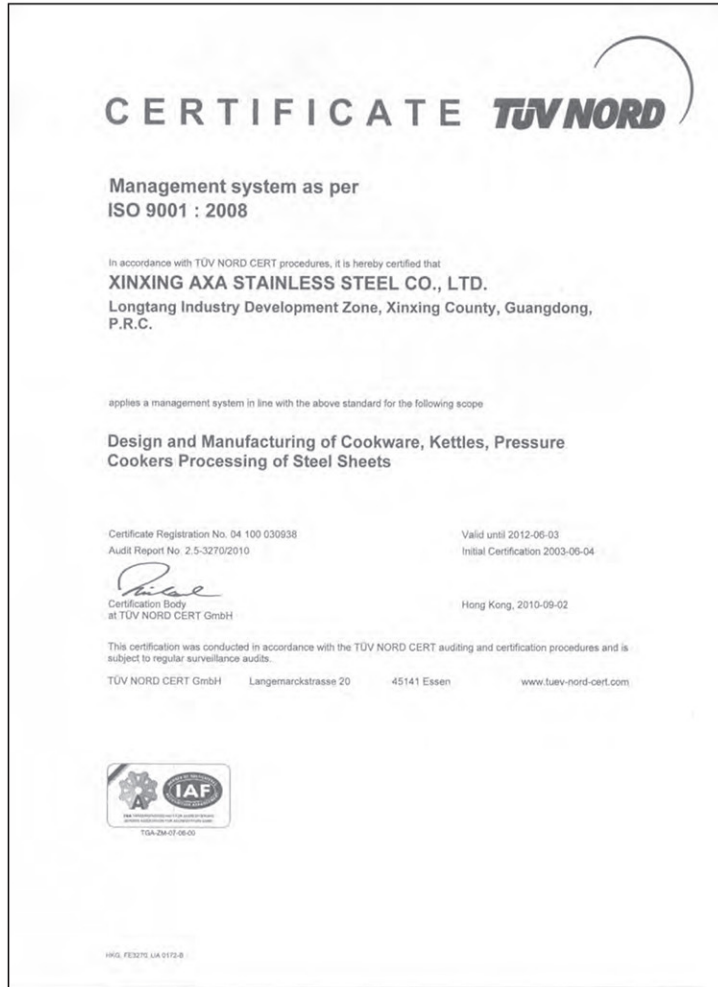 CERTIFICATE TÜV NORD
Management system as per
ISO 9001 : 2008
In accordance with TÜV NORD CERT procedures, it is hereby certified that
XINXING AXA STAINLESS STEEL CO., LTD.
Longtang Industry Development Zone, Xinxing County, Guangdong,
P.R.C.
applies a management system in line with the above standard for the following scope
Design and Manufacturing of Cookware, Kettles, Pressure
Cookers Processing of Steel Sheets
Certificate Registration No. 04 100 030938 Valid until 2012-06-03
Audit Report No. 2.5-3270/2010 Initial Certification 2003-06-04
Certification Body
at TÜV NORD CERT GmbH Hong Kong, 2010-09-02
This certification was conducted in accordance with the TÜV NORD CERT auditing and certification procedures and is
subject to regular surveillance audits.
TÜV NORD CERT GmbH Langemarckstrasse 20 45141 Essen www.tuev-nord-cert.com
A IAF
TGA-ZM-07-06-00